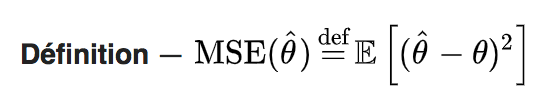 Définition — MSE(θ̂) ≝ 𝔼[(θ̂ − θ)²]